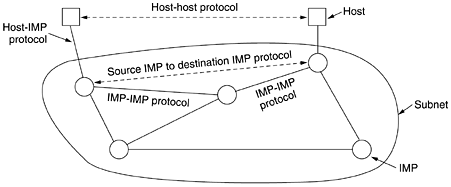 Host-host protocol
Host
Host-IMP
protocol
Source IMP to destination IMP protocol
IMP-IMP protocol
IMP-IMP
protocol
Subnet
IMP